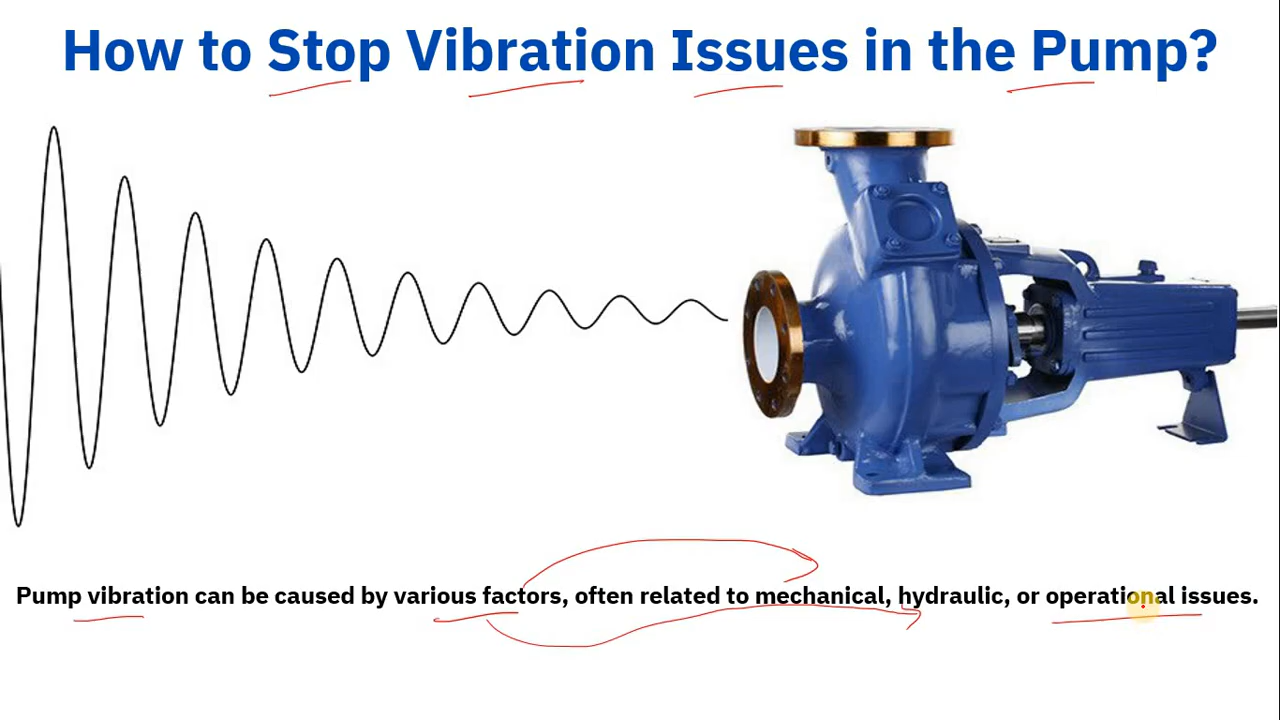 How to Stop Vibration Issues in the Pump?
Pump vibration can be caused by various factors, often related to mechanical, hydraulic, or operational issues.